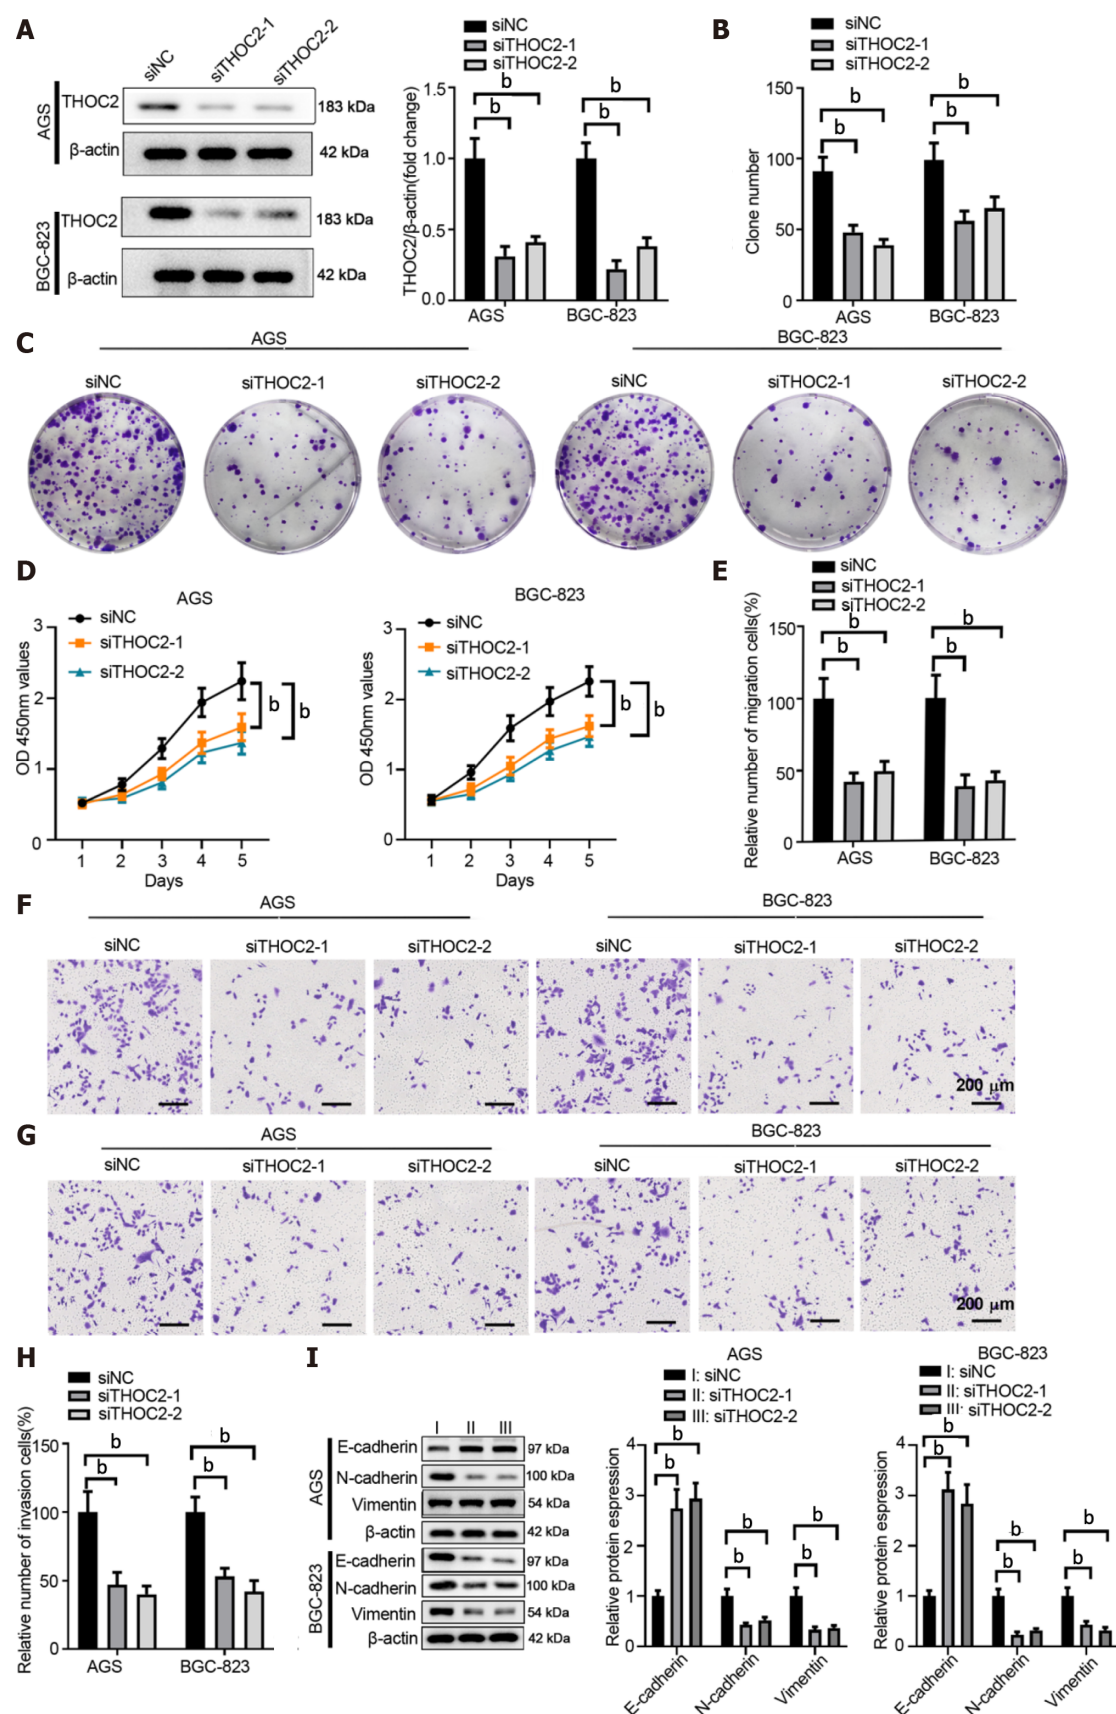 A
siNC
siTHOC2-1
siTHOC2-2
AGS
THOC2
183 kDa
β-actin
42 kDa
BGC-823
THOC2
183 kDa
β-actin
42 kDa
siNC
siTHOC2-1
siTHOC2-2
THOC2/β-actin(fold change)
1.5
1.0
0.5
0.0
b
b
b
b
AGS
BGC-823
B
siNC
siTHOC2-1
siTHOC2-2
Clone number
150
100
50
0
b
b
b
b
AGS
BGC-823
C
AGS
BGC-823
siNC
siTHOC2-1
siTHOC2-2
siNC
siTHOC2-1
siTHOC2-2
D
AGS
siNC
siTHOC2-1
siTHOC2-2
OD 450nm values
3
2
1
0
b
b
1 2 3 4 5
Days
BGC-823
siNC
siTHOC2-1
siTHOC2-2
OD 450nm values
3
2
1
0
b
b
1 2 3 4 5
Days
E
siNC
siTHOC2-1
siTHOC2-2
Relative number of migration cells(%)
150
100
50
0
b
b
b
b
AGS
BGC-823
F
AGS
BGC-823
siNC
siTHOC2-1
siTHOC2-2
siNC
siTHOC2-1
siTHOC2-2
200 μm
G
AGS
BGC-823
siNC
siTHOC2-1
siTHOC2-2
siNC
siTHOC2-1
siTHOC2-2
200 μm
H
siNC
siTHOC2-1
siTHOC2-2
Relative number of invasion cells(%)
150
100
50
0
b
b
b
b
AGS
BGC-823
I
I II III
AGS
E-cadherin
97 kDa
N-cadherin
100 kDa
Vimentin
54 kDa
β-actin
42 kDa
BGC-823
E-cadherin
97 kDa
N-cadherin
100 kDa
Vimentin
54 kDa
β-actin
42 kDa
AGS
I: siNC
II: siTHOC2-1
III: siTHOC2-2
Relative protein espression
4
3
2
1
0
b
b
b
b
b
b
E-cadherin
N-cadherin
Vimentin
BGC-823
I: siNC
II: siTHOC2-1
III: siTHOC2-2
Relative protein espression
4
3
2
1
0
b
b
b
b
b
b
E-cadherin
N-cadherin
Vimentin